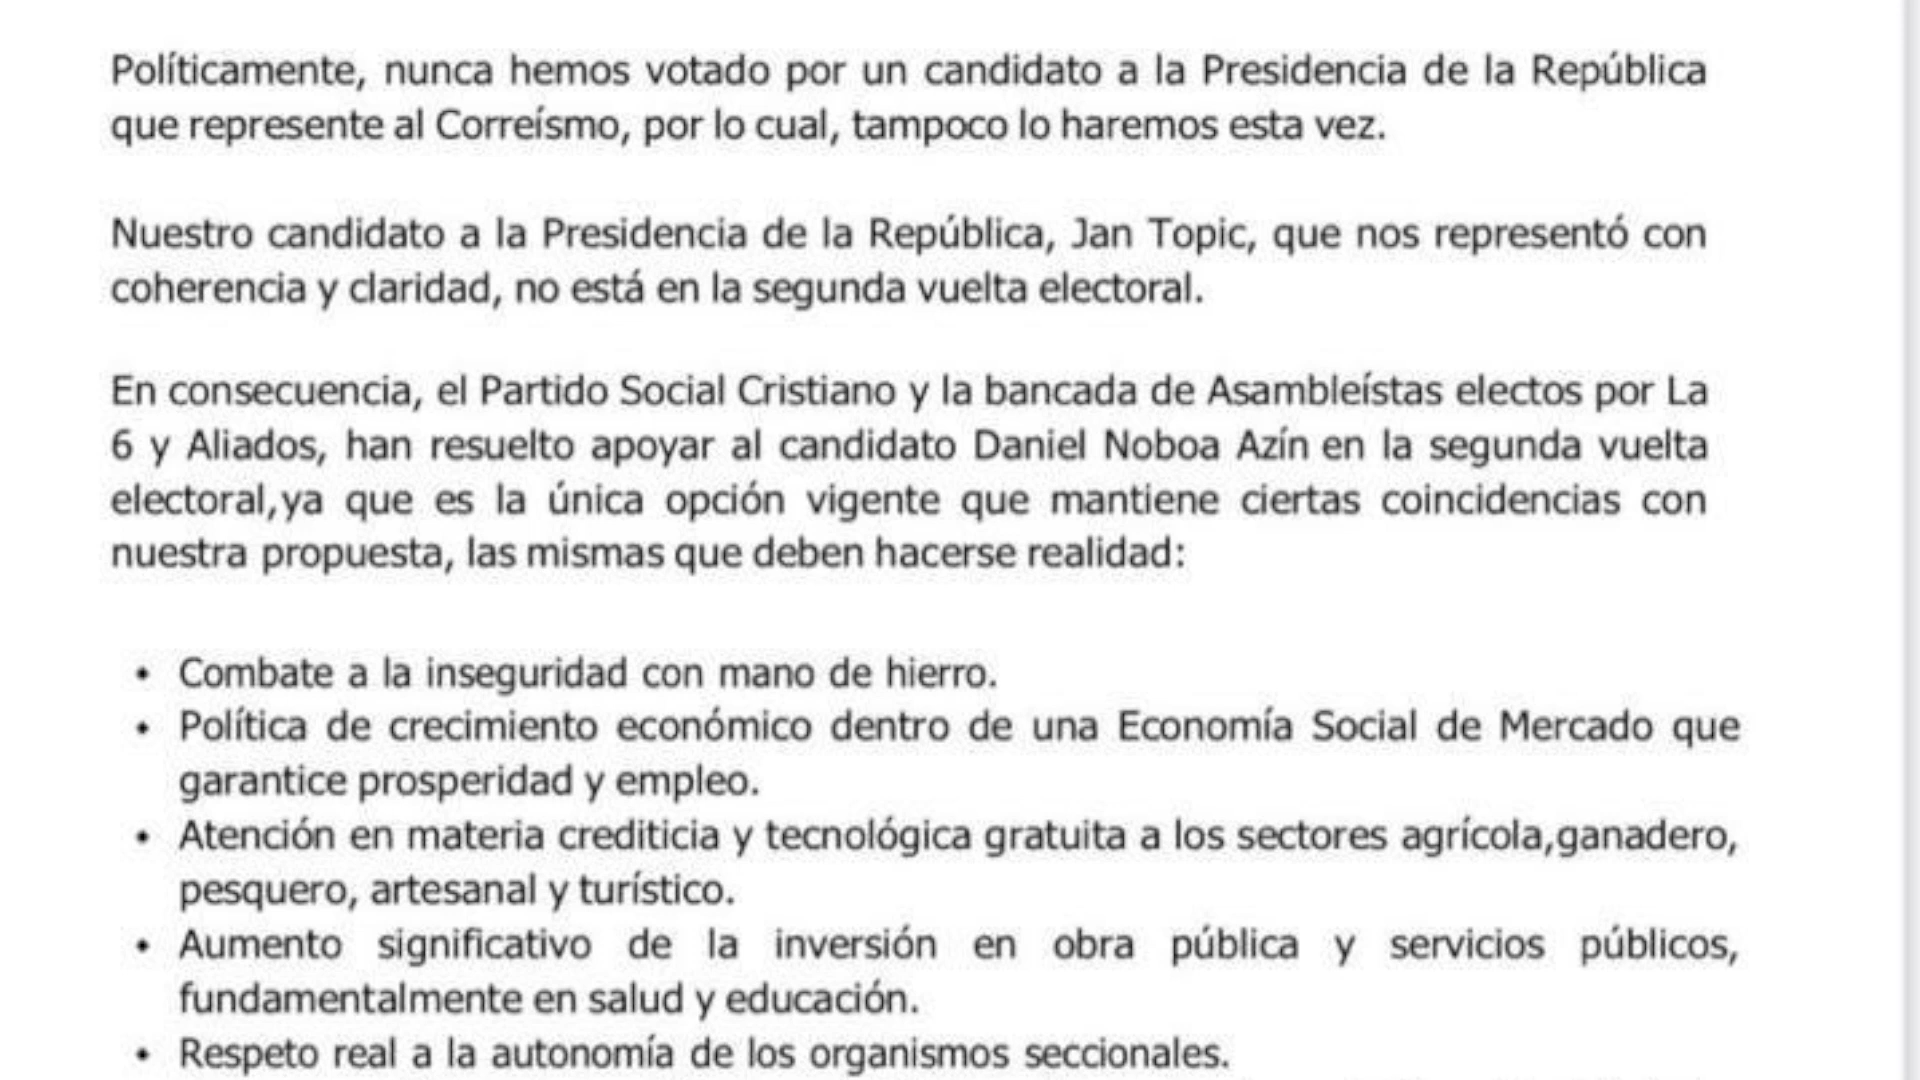 Políticamente, nunca hemos votado por un candidato a la Presidencia de la República
que represente al Correísmo, por lo cual, tampoco lo haremos esta vez.
Nuestro candidato a la Presidencia de la República, Jan Topic, que nos representó con
coherencia y claridad, no está en la segunda vuelta electoral.
En consecuencia, el Partido Social Cristiano y la bancada de Asambleístas electos por La
6 y Aliados, han resuelto apoyar al candidato Daniel Noboa Azín en la segunda vuelta
electoral,ya que es la única opción vigente que mantiene ciertas coincidencias con
nuestra propuesta, las mismas que deben hacerse realidad:
• Combate a la inseguridad con mano de hierro.
• Política de crecimiento económico dentro de una Economía Social de Mercado que
garantice prosperidad y empleo.
• Atención en materia crediticia y tecnológica gratuita a los sectores agrícola,ganadero,
pesquero, artesanal y turístico.
• Aumento significativo de la inversión en obra pública y servicios públicos,
fundamentalmente en salud y educación.
• Respeto real a la autonomía de los organismos seccionales.